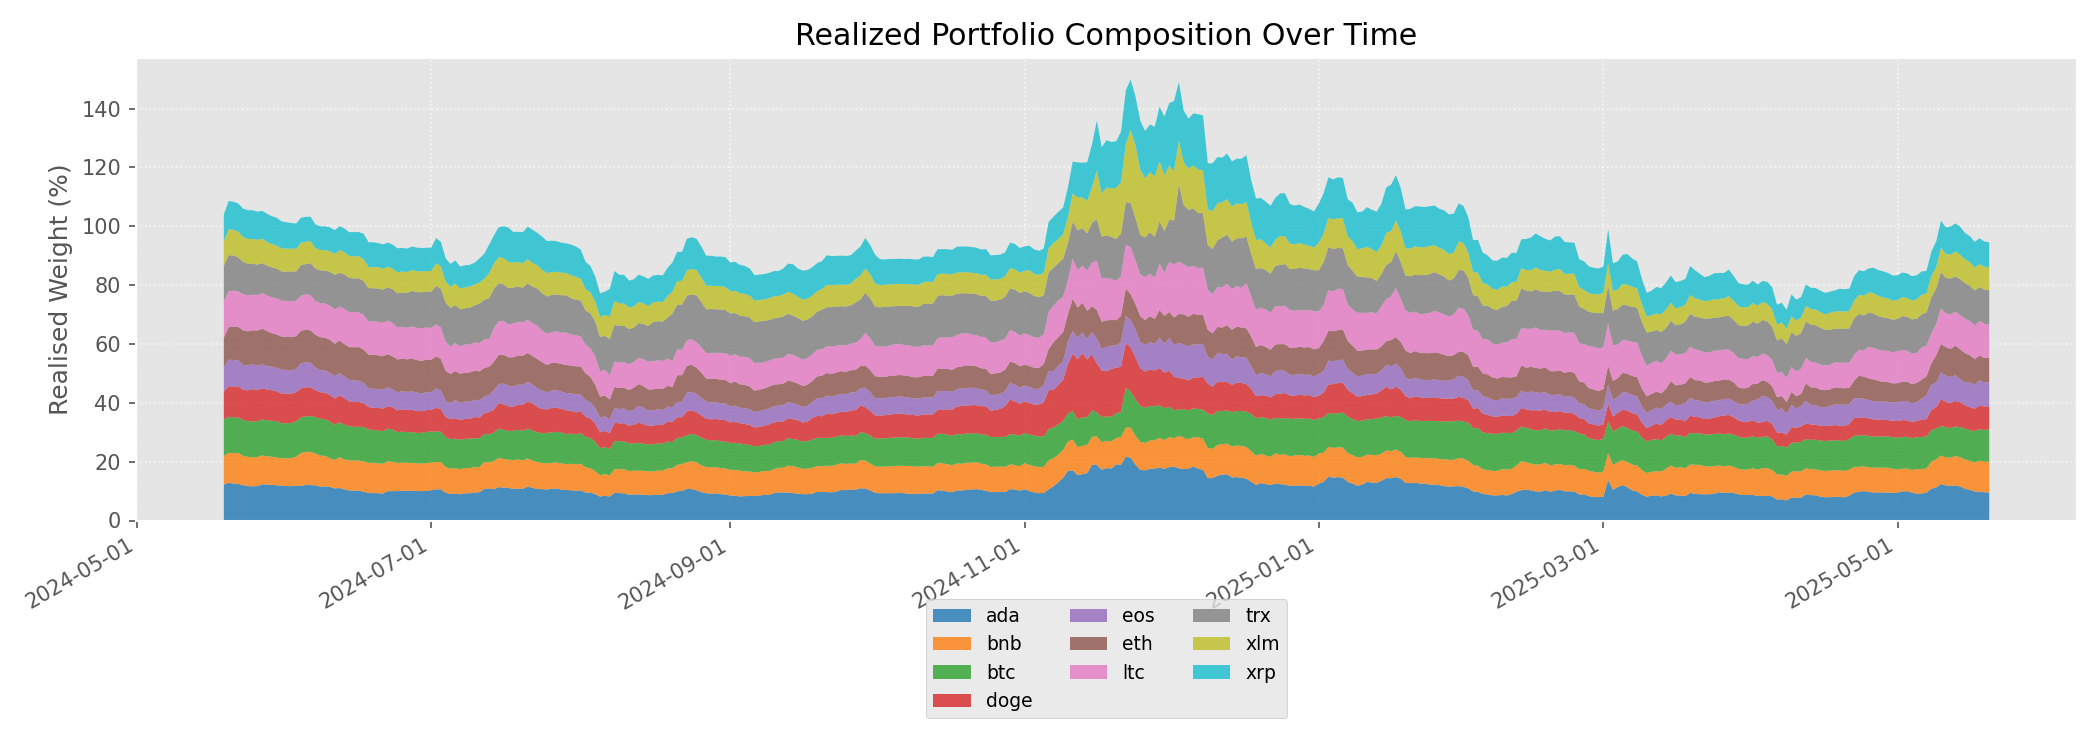 Realized Portfolio Composition Over Time
Realised Weight (%)
140
120
100
80
60
40
20
0
2024-05-01
2024-07-01
2024-09-01
2024-11-01
2025-01-01
2025-03-01
2025-05-01
ada
bnb
btc
doge
eos
eth
ltc
trx
xlm
xrp